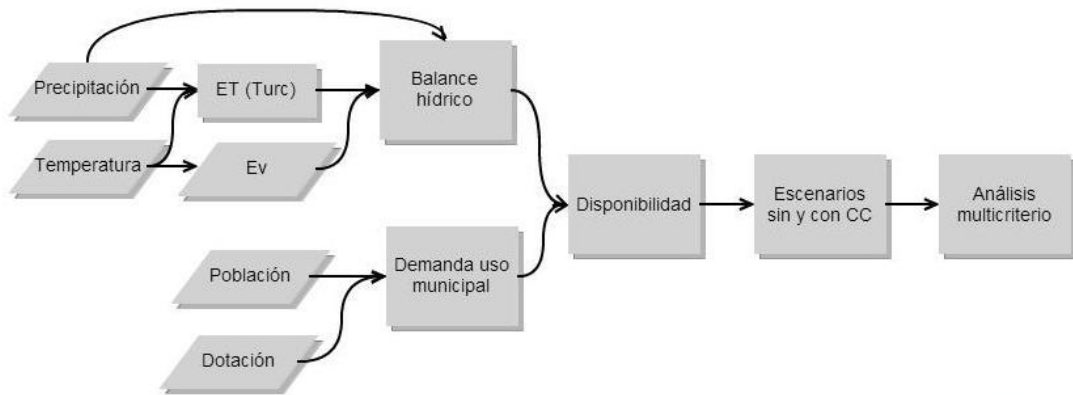 Precipitación
ET (Turc)
Balance
hídrico
Temperatura
Ev
Disponibilidad
Escenarios
sin y con CC
Análisis
multicriterio
Población
Demanda uso
municipal
Dotación